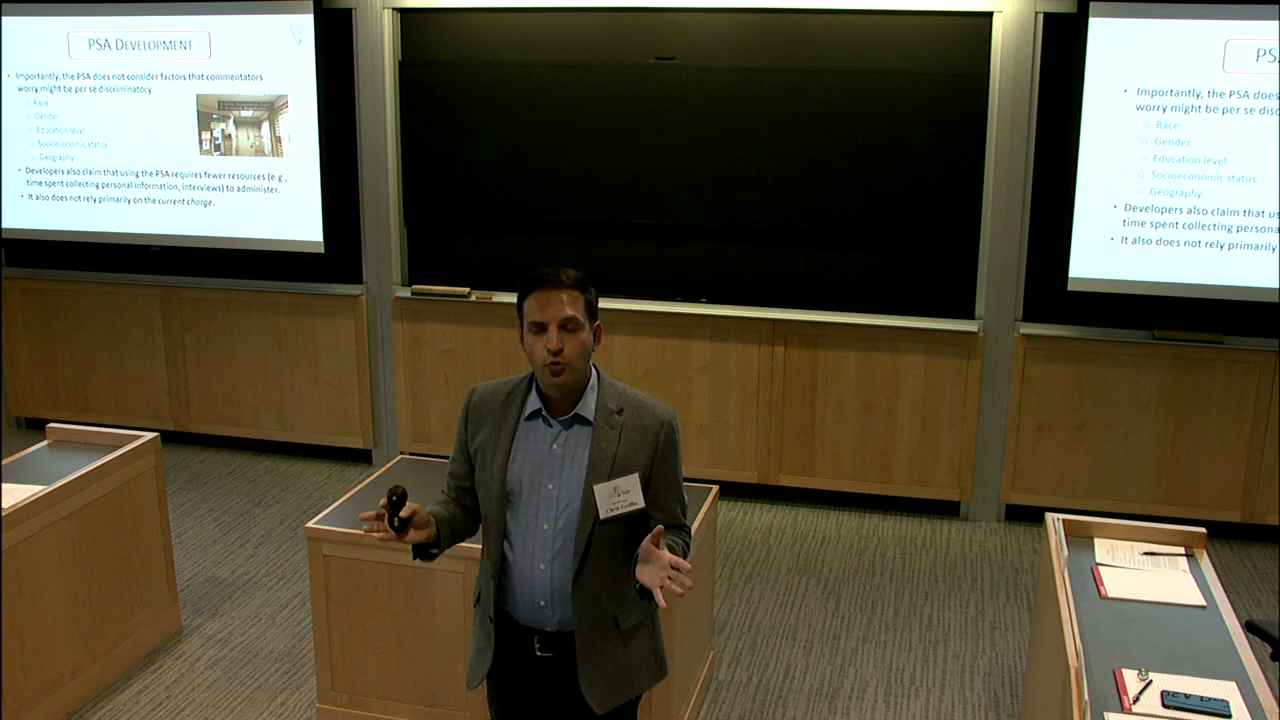 PSA DEVELOPMENT
• Importantly, the PSA does not consider factors that commentators
worry might be per se discriminatory.
○ Race
○ Gender
○ Education level
○ Socioeconomic status
○ Geography
• Developers also claim that using the PSA requires fewer resources (e.g.,
time spent collecting personal information, interviews) to administer.
• It also does not rely primarily on the current charge.
PS
• Importantly, the PSA does
worry might be per se disc
○ Race
○ Gender
○ Education level
○ Socioeconomic status
○ Geography
• Developers also claim that us
time spent collecting persona
• It also does not rely primarily
Chris Griffin